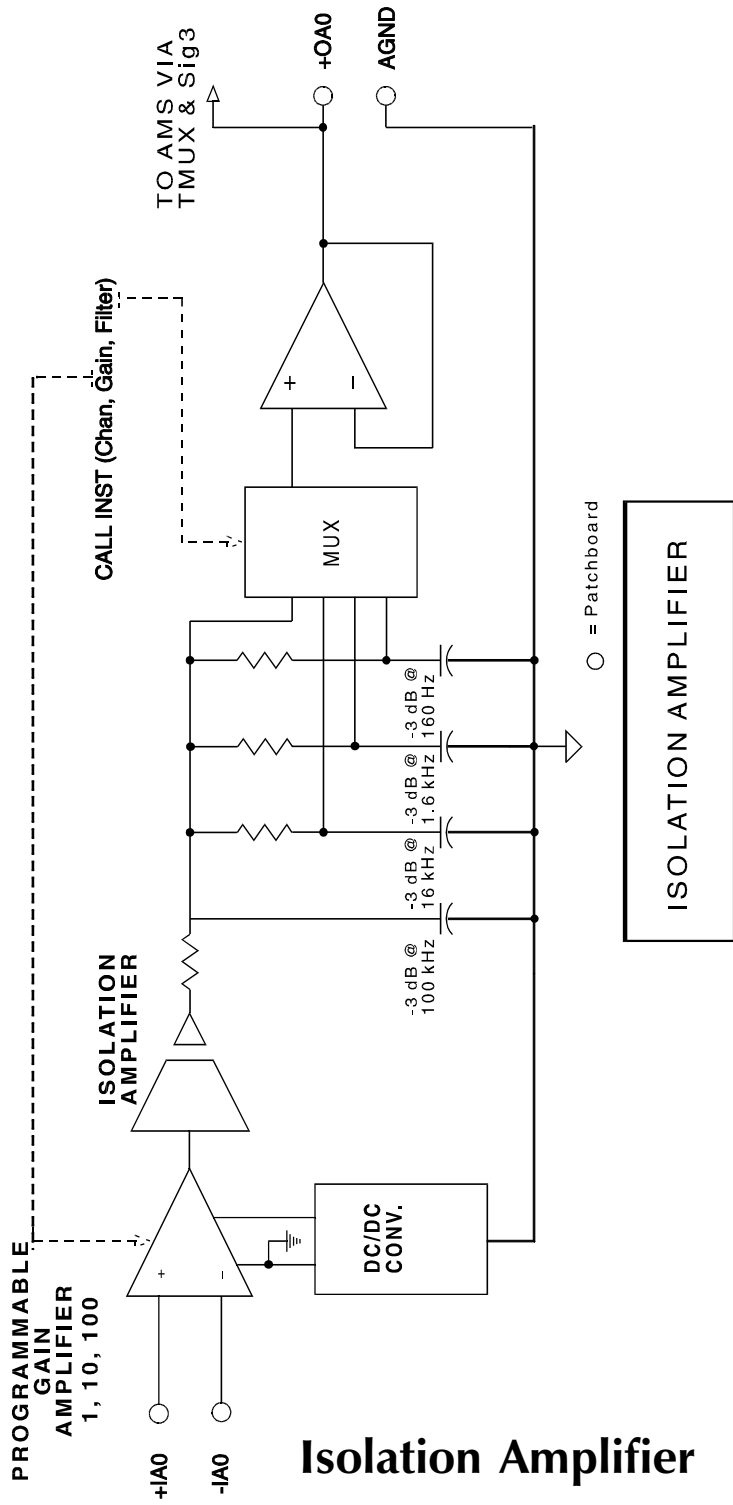 PROGRAMMABLE
GAIN
AMPLIFIER
1, 10, 100
+IA0
-IA0
+
–
DC/DC
CONV.
ISOLATION
AMPLIFIER
-3 dB @
100 kHz
-3 dB @
16 kHz
-3 dB @
1.6 kHz
-3 dB @
160 Hz
CALL INST (Chan, Gain, Filter)
MUX
+
–
TO AMS VIA
TMUX & Sig3
+OA0
AGND
= Patchboard
ISOLATION AMPLIFIER
Isolation Amplifier